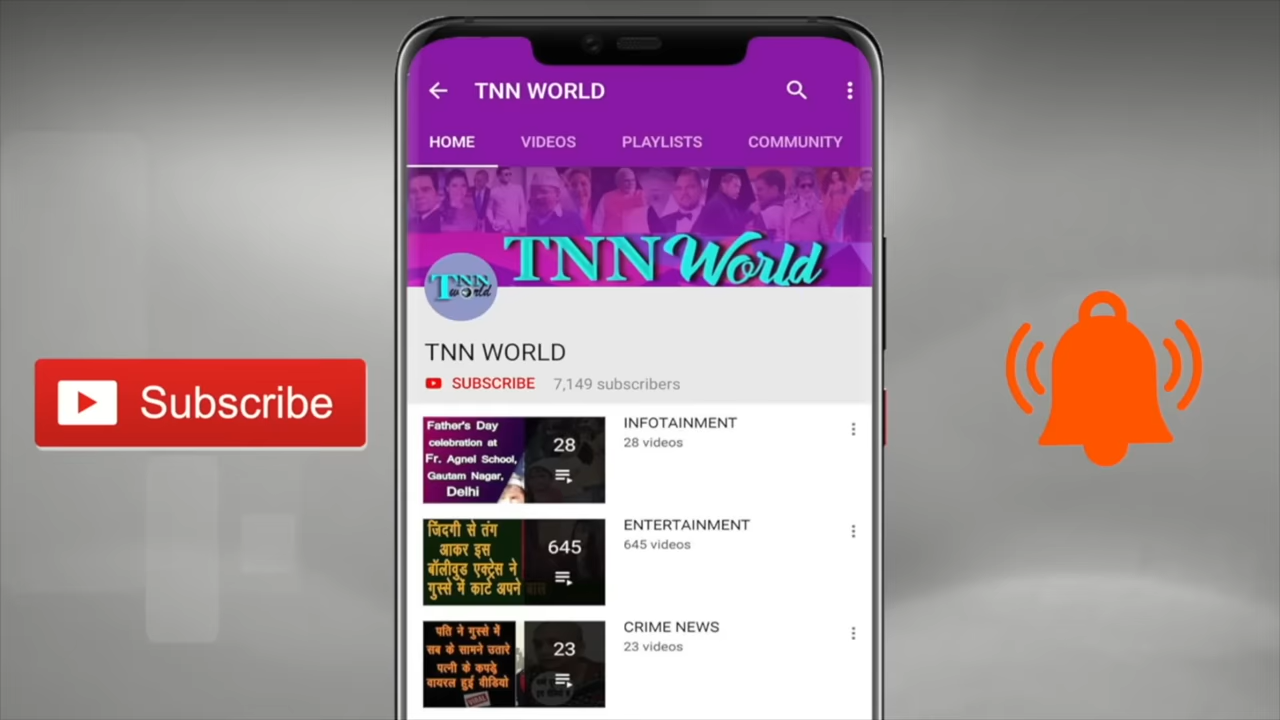 TNN WORLD
HOME
VIDEOS
PLAYLISTS
COMMUNITY
TNN World
TNN
World
TNN WORLD
SUBSCRIBE
7,149 subscribers
Subscribe
Father's Day
celebration at
Fr. Agnel School,
Gautam Nagar,
Delhi
28
INFOTAINMENT
28 videos
जिंदगी से तंग
आकर इस
बॉलीवुड एक्ट्रेस ने
गुस्से में काटे अपने बाल
645
ENTERTAINMENT
645 videos
पति ने गुस्से में
सब के सामने उतारे
पत्नी के कपड़े
वायरल हुई वीडियो
VIRAL
23
CRIME NEWS
23 videos